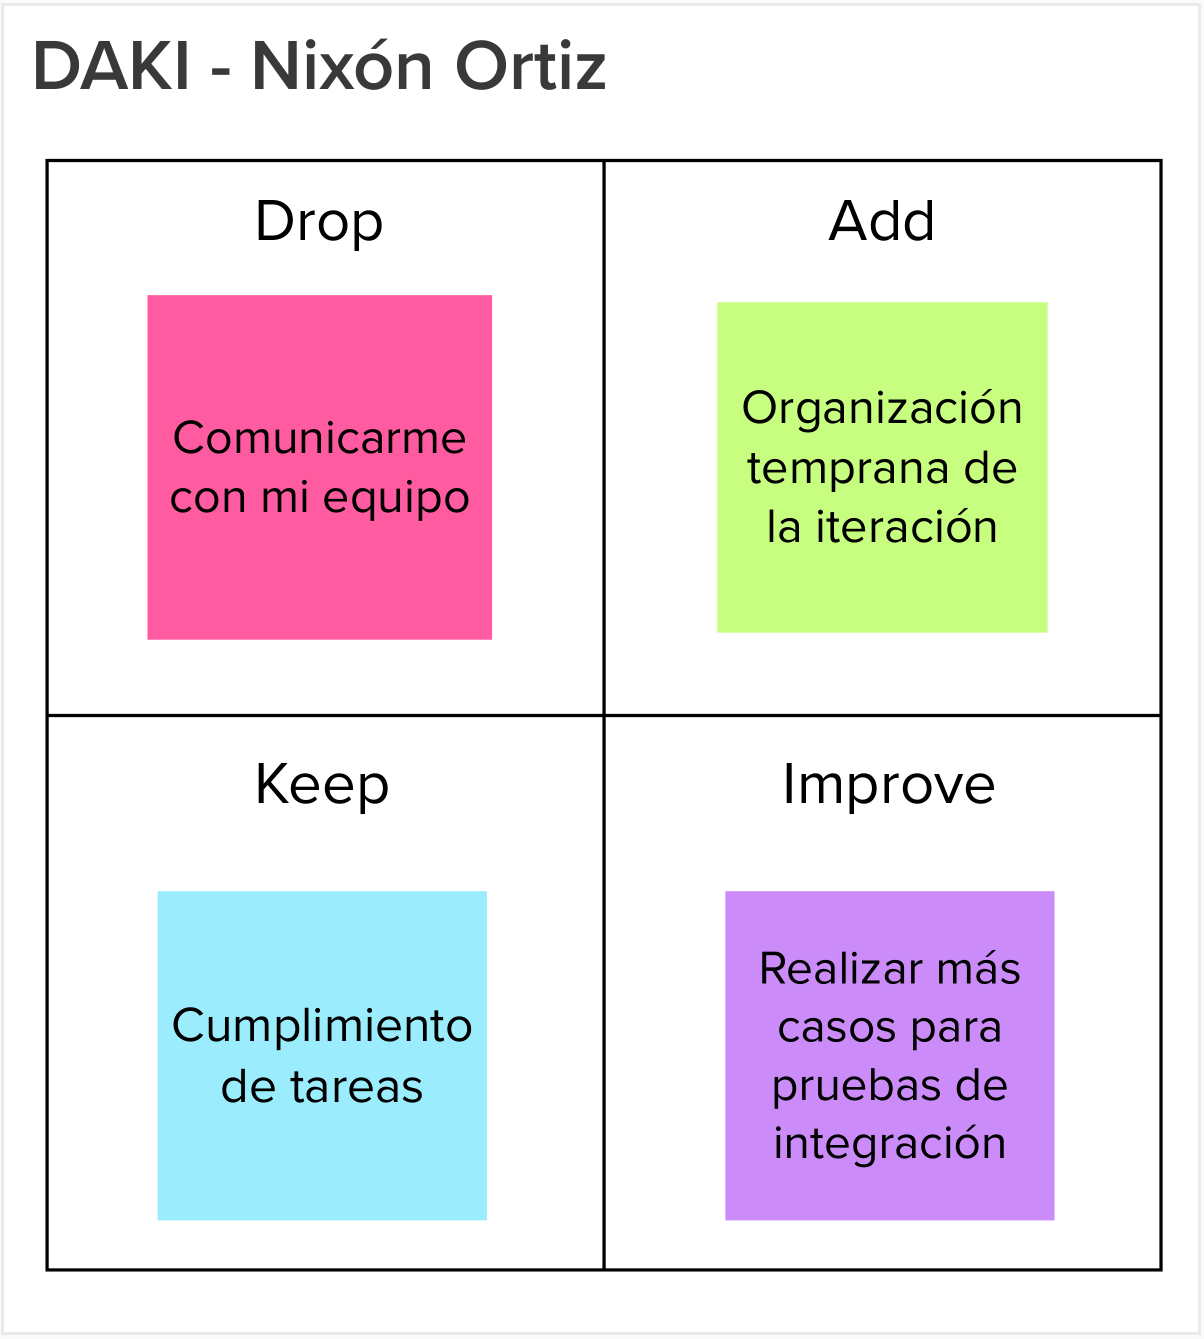 DAKI - Nixón Ortiz
Drop
Comunicarme
con mi equipo
Add
Organización
temprana de
la iteración
Keep
Cumplimiento
de tareas
Improve
Realizar más
casos para
pruebas de
integración